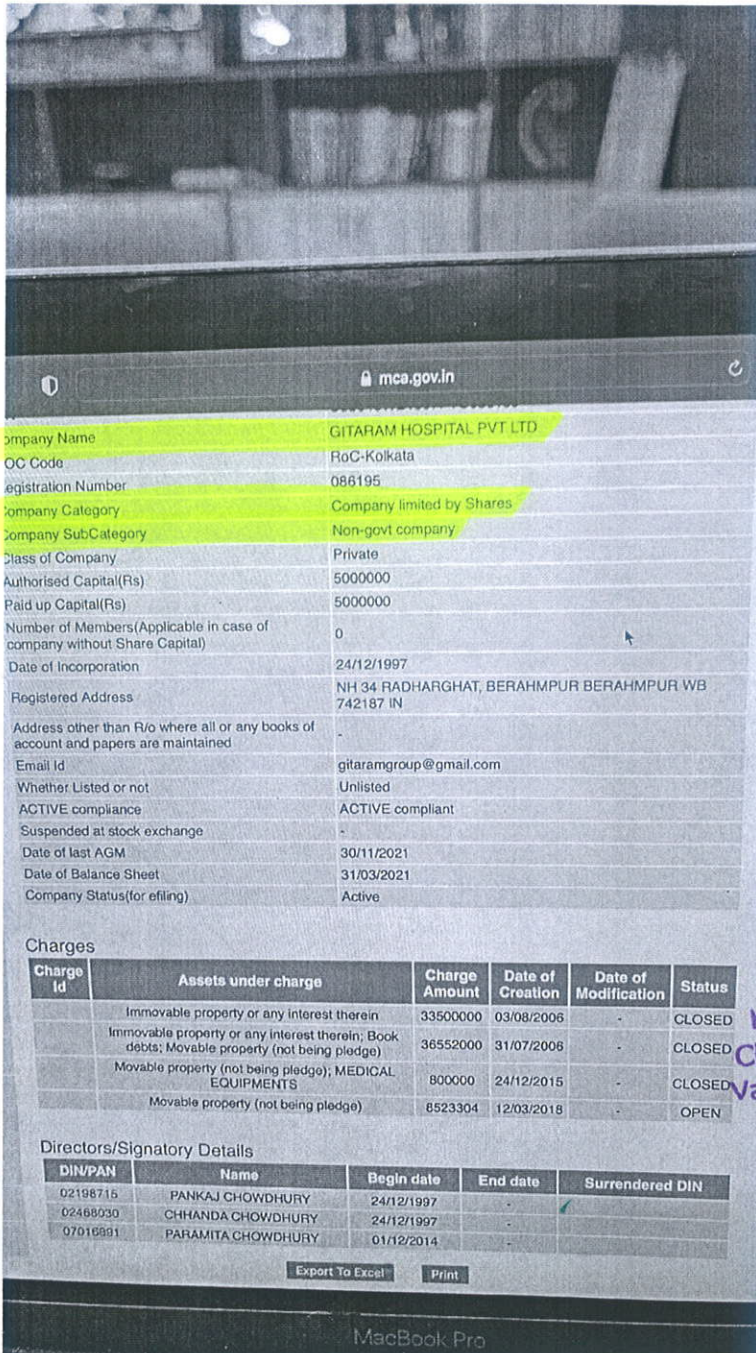 mca.gov.in
ompany Name GITARAM HOSPITAL PVT LTD
OC Code RoC-Kolkata
egistration Number 086195
ompany Category Company limited by Shares
ompany SubCategory Non-govt company
Class of Company Private
Authorised Capital(Rs) 5000000
Paid up Capital(Rs) 5000000
Number of Members(Applicable in case of
company without Share Capital) 0
Date of Incorporation 24/12/1997
Registered Address NH 34 RADHARGHAT, BERAHMPUR BERAHMPUR WB
742187 IN
Address other than R/o where all or any books of
account and papers are maintained -
Email Id gitaramgroup@gmail.com
Whether Listed or not Unlisted
ACTIVE compliance ACTIVE compliant
Suspended at stock exchange -
Date of last AGM 30/11/2021
Date of Balance Sheet 31/03/2021
Company Status(for efiling) Active
Charges
Charge Id Assets under charge Charge Amount Date of Creation Date of Modification Status
Immovable property or any interest therein 33500000 03/08/2006 - CLOSED
Immovable property or any interest therein; Book
debts; Movable property (not being pledge) 36552000 31/07/2006 - CLOSED
Movable property (not being pledge); MEDICAL
EQUIPMENTS 800000 24/12/2015 - CLOSED
Movable property (not being pledge) 8523304 12/03/2018 - OPEN
Directors/Signatory Details
DIN/PAN Name Begin date End date Surrendered DIN
02198715 PANKAJ CHOWDHURY 24/12/1997 -
02468030 CHHANDA CHOWDHURY 24/12/1997 -
PARAMITA CHOWDHURY 01/12/2014 -
Export To Excel Print
MacBook Pro